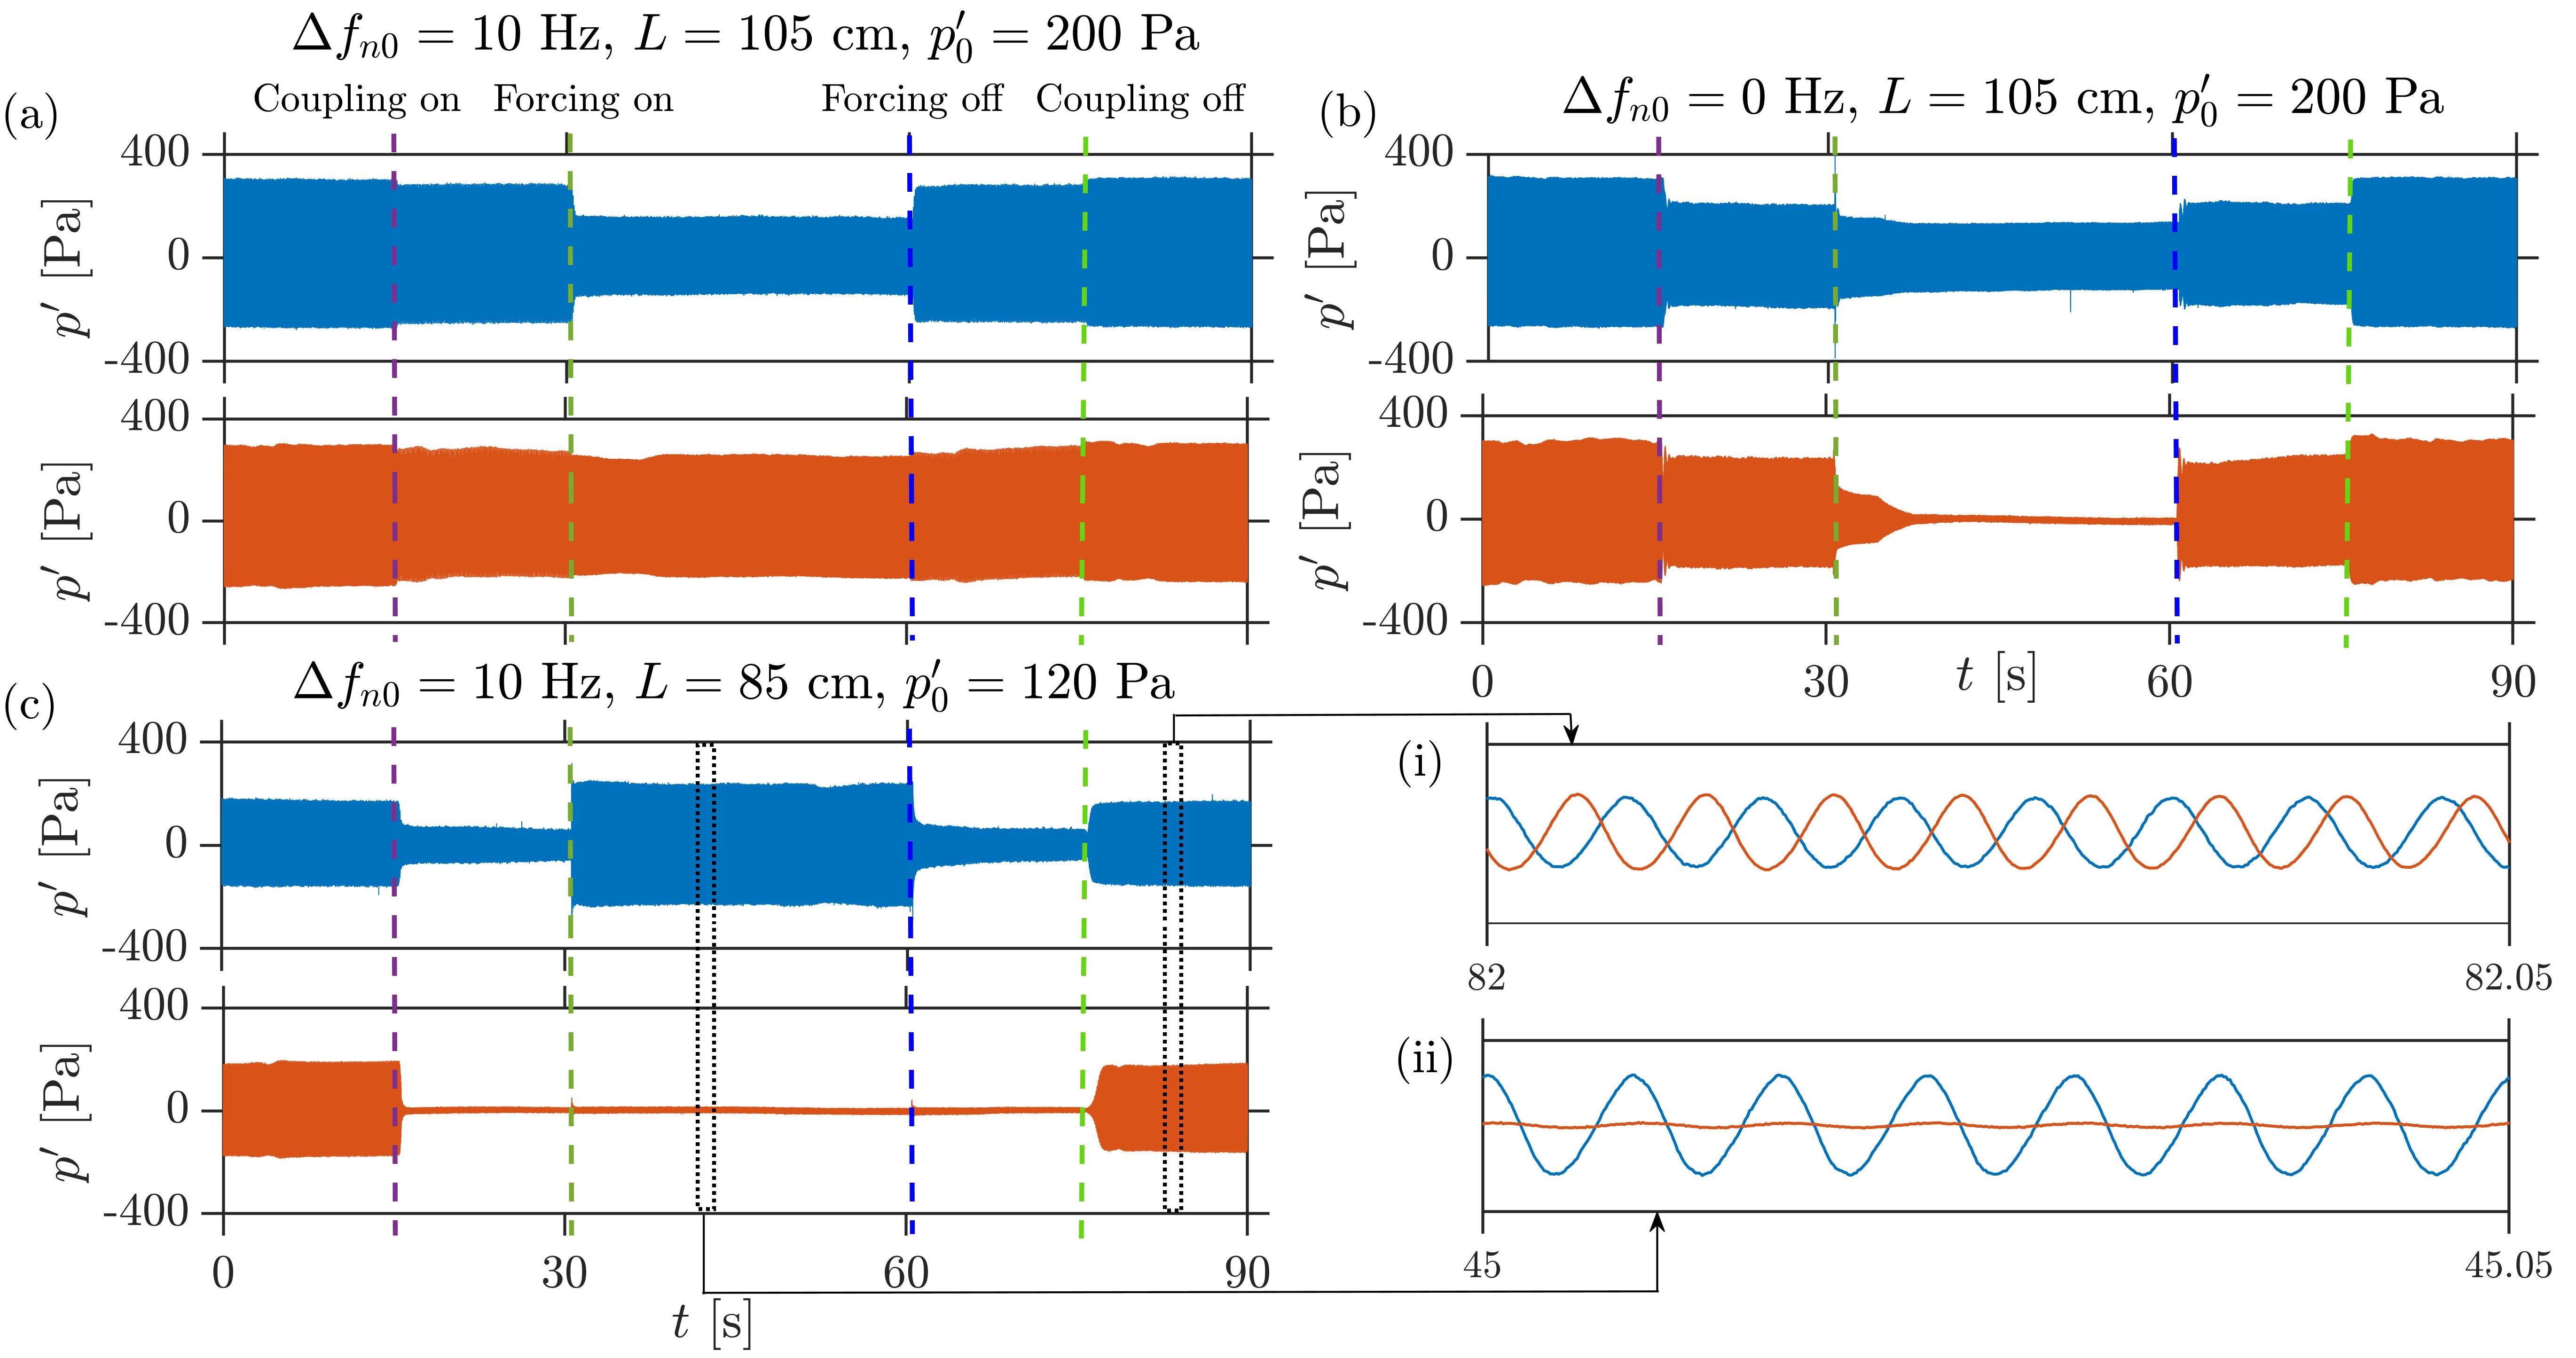 Δf_{n0} = 10 Hz, L = 105 cm, p′_0 = 200 Pa
(a)
Coupling on Forcing on Forcing off Coupling off
400
0
-400
p′ [Pa]
400
0
-400
p′ [Pa]
(b)
Δf_{n0} = 0 Hz, L = 105 cm, p′_0 = 200 Pa
400
0
-400
p′ [Pa]
400
0
-400
p′ [Pa]
0 30 60 90
t [s]
(c)
Δf_{n0} = 10 Hz, L = 85 cm, p′_0 = 120 Pa
400
0
-400
p′ [Pa]
400
0
-400
p′ [Pa]
0 30 60 90
t [s]
(i)
82 82.05
(ii)
45 45.05